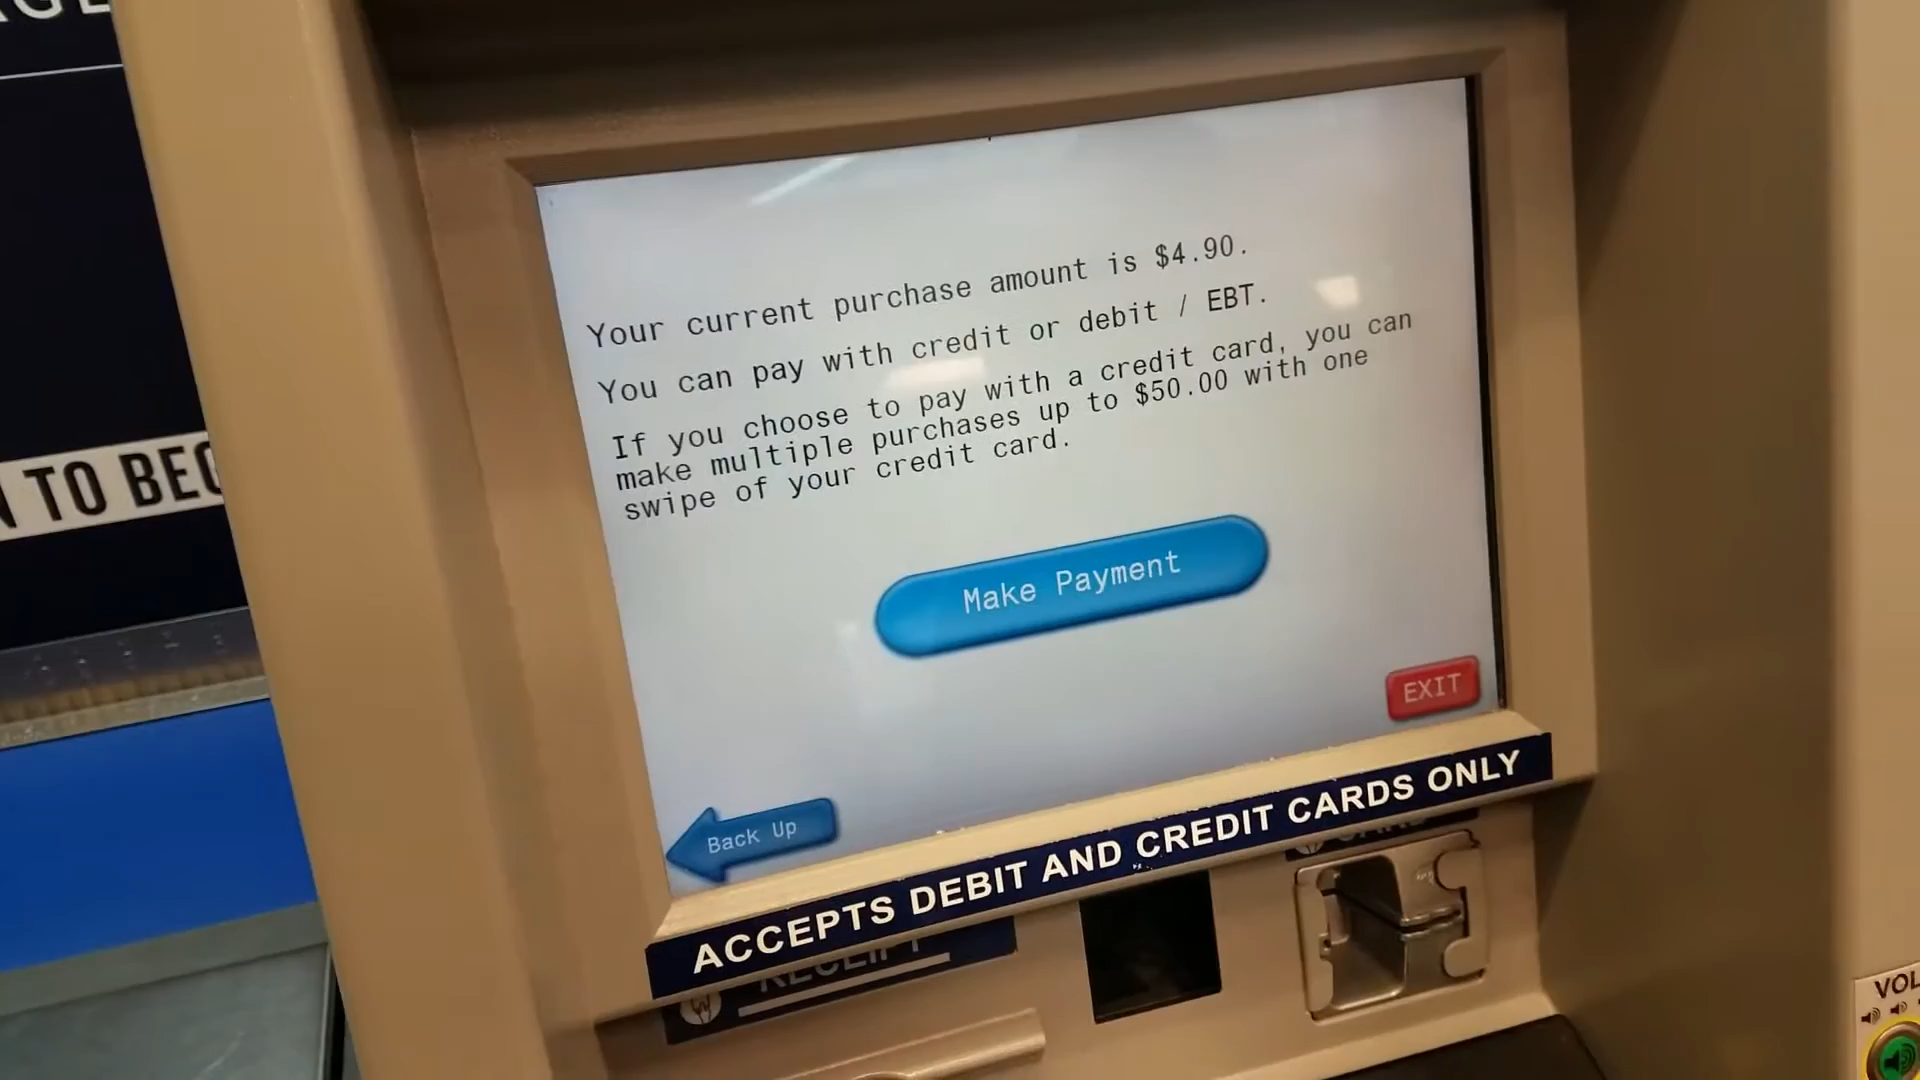 TO BEG
Your current purchase amount is $4.90.
You can pay with credit or debit / EBT.
If you choose to pay with a credit card, you can
make multiple purchases up to $50.00 with one
swipe of your credit card.
Make Payment
EXIT
Back Up
ACCEPTS DEBIT AND CREDIT CARDS ONLY
RECEIPT
VOL